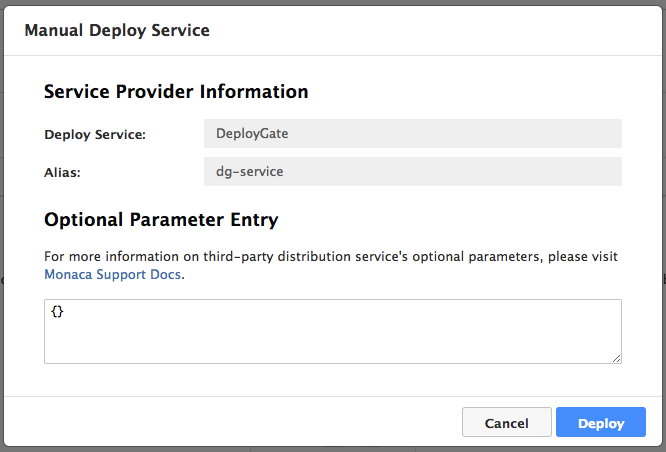 Manual Deploy Service
Service Provider Information
Deploy Service: DeployGate
Alias: dg-service
Optional Parameter Entry
For more information on third-party distribution service's optional parameters, please visit
Monaca Support Docs.
{}
Cancel Deploy